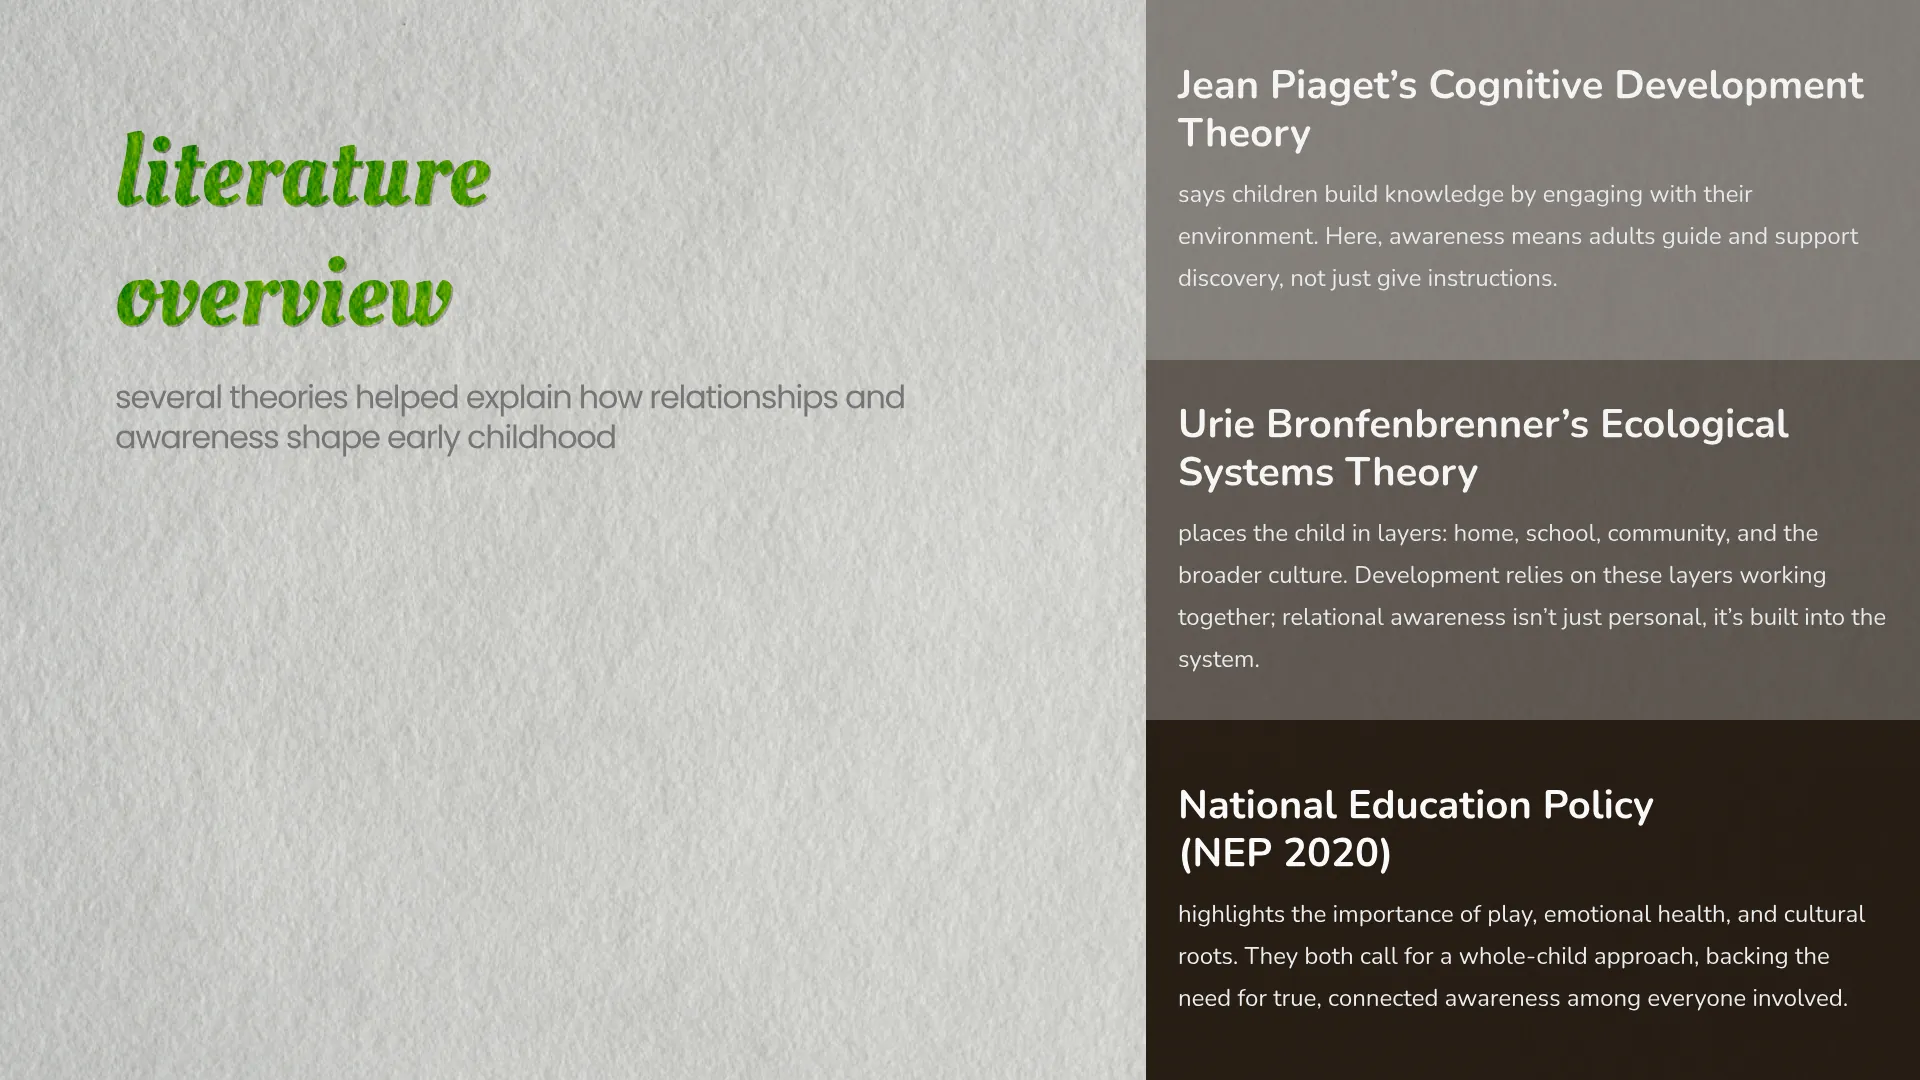 literature
overview
several theories helped explain how relationships and
awareness shape early childhood
Jean Piaget’s Cognitive Development
Theory
says children build knowledge by engaging with their
environment. Here, awareness means adults guide and support
discovery, not just give instructions.
Urie Bronfenbrenner’s Ecological
Systems Theory
places the child in layers: home, school, community, and the
broader culture. Development relies on these layers working
together; relational awareness isn’t just personal, it’s built into the
system.
National Education Policy
(NEP 2020)
highlights the importance of play, emotional health, and cultural
roots. They both call for a whole-child approach, backing the
need for true, connected awareness among everyone involved.